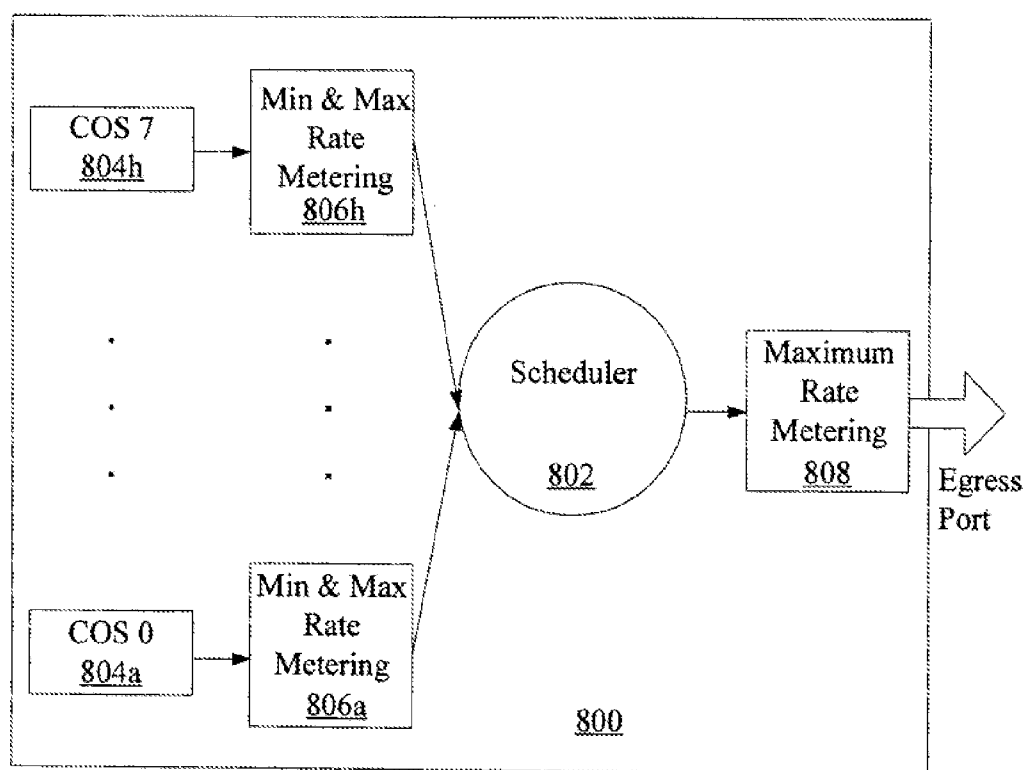 COS 7
804h
Min & Max
Rate
Metering
806h
Scheduler
802
Maximum
Rate
Metering
808
Egress
Port
COS 0
804a
Min & Max
Rate
Metering
806a
800